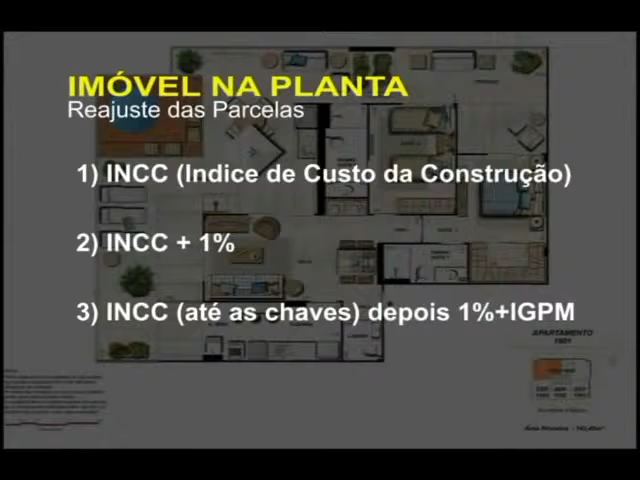 IMÓVEL NA PLANTA
Reajuste das Parcelas
1) INCC (Indice de Custo da Construção)
2) INCC + 1%
3) INCC (até as chaves) depois 1%+IGPM
APARTAMENTO
1601